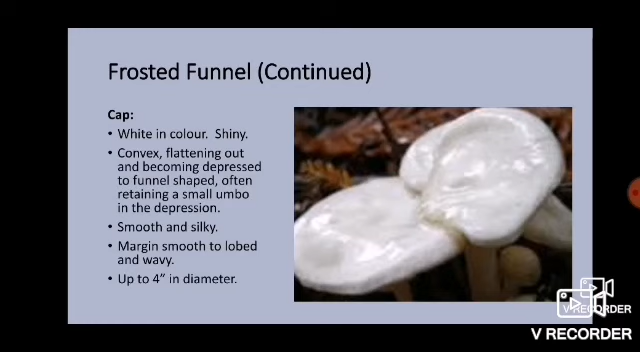 Frosted Funnel (Continued)
Cap:
• White in colour. Shiny.
• Convex, flattening out
and becoming depressed
to funnel shaped, often
retaining a small umbo
in the depression.
• Smooth and silky.
• Margin smooth to lobed
and wavy.
• Up to 4” in diameter.
V RECORDER
V RECORDER